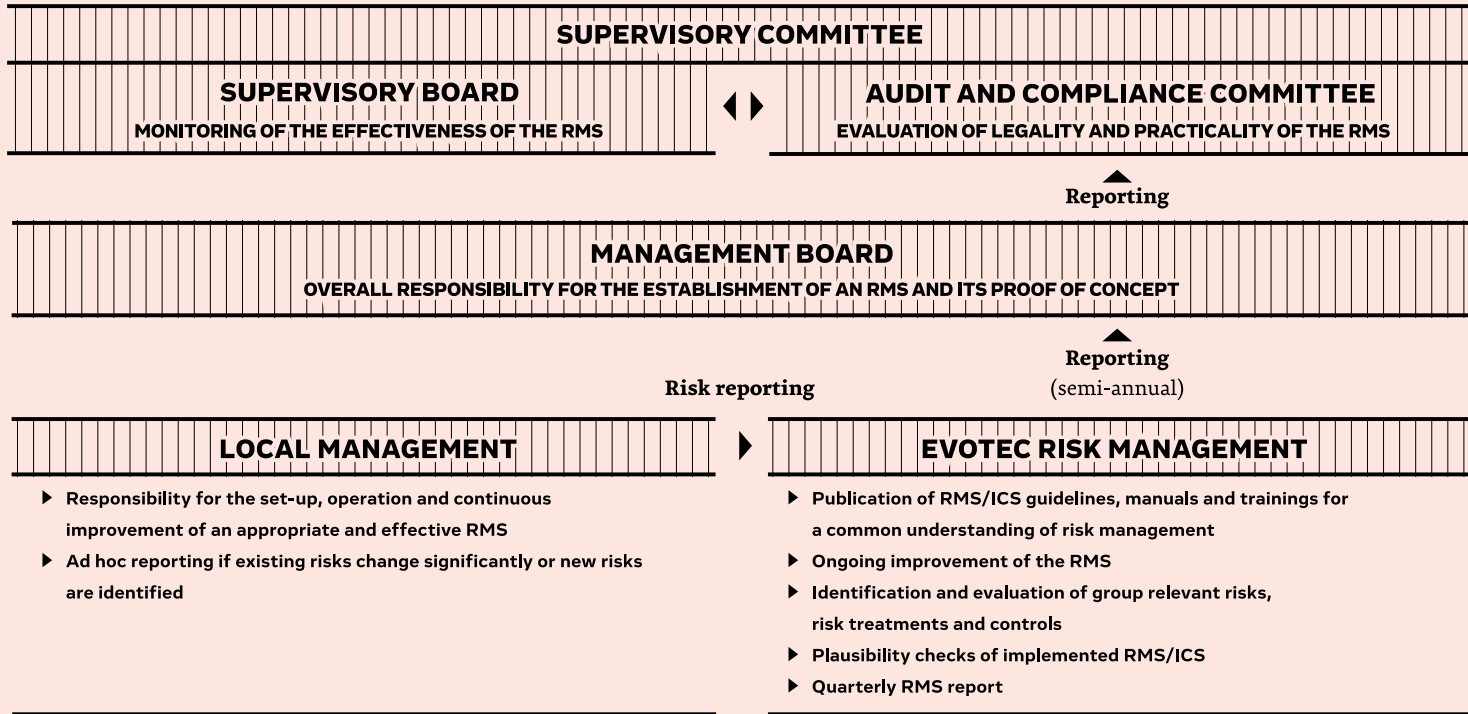 SUPERVISORY COMMITTEE
SUPERVISORY BOARD
MONITORING OF THE EFFECTIVENESS OF THE RMS
AUDIT AND COMPLIANCE COMMITTEE
EVALUATION OF LEGALITY AND PRACTICALITY OF THE RMS
Reporting
MANAGEMENT BOARD
OVERALL RESPONSIBILITY FOR THE ESTABLISHMENT OF AN RMS AND ITS PROOF OF CONCEPT
Reporting
(semi-annual)
Risk reporting
LOCAL MANAGEMENT
Responsibility for the set-up, operation and continuous
improvement of an appropriate and effective RMS
Ad hoc reporting if existing risks change significantly or new risks
are identified
EVOTEC RISK MANAGEMENT
Publication of RMS/ICS guidelines, manuals and trainings for
a common understanding of risk management
Ongoing improvement of the RMS
Identification and evaluation of group relevant risks,
risk treatments and controls
Plausibility checks of implemented RMS/ICS
Quarterly RMS report